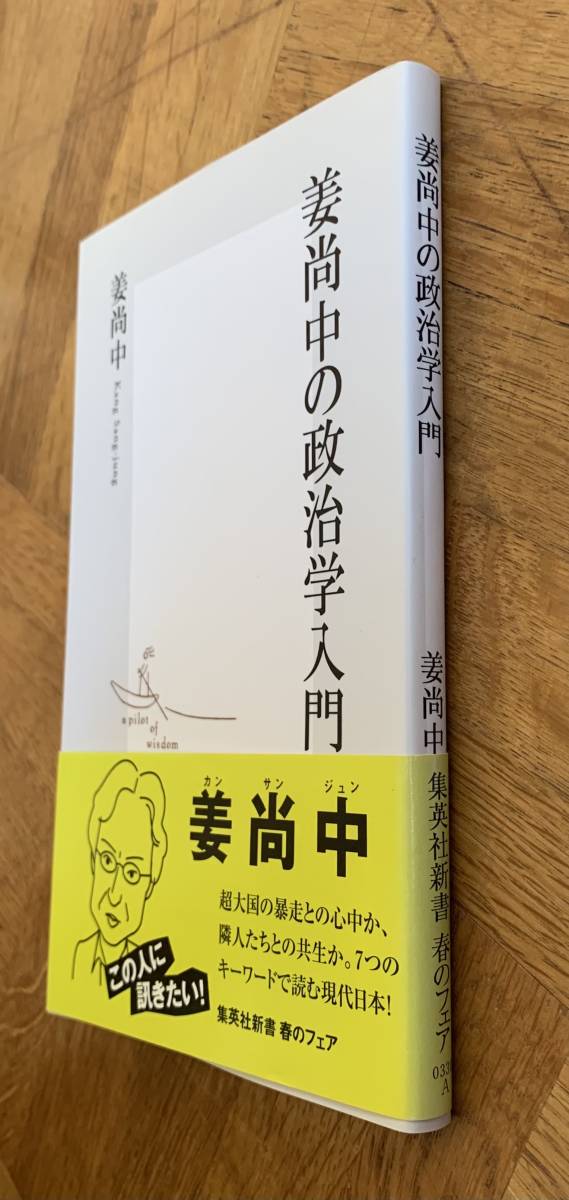 姜尚中の政治学入門
姜尚中
Kang Sang-jung
a pilot
of
wisdom
カン サン ジュン
姜尚中
超大国の暴走との心中か、
隣人たちとの共生か。7つの
キーワードで読む現代日本!
集英社新書 春のフェア
この人に
訊きたい!
姜尚中の政治学入門
姜尚中
集英社新書 春のフェア
A